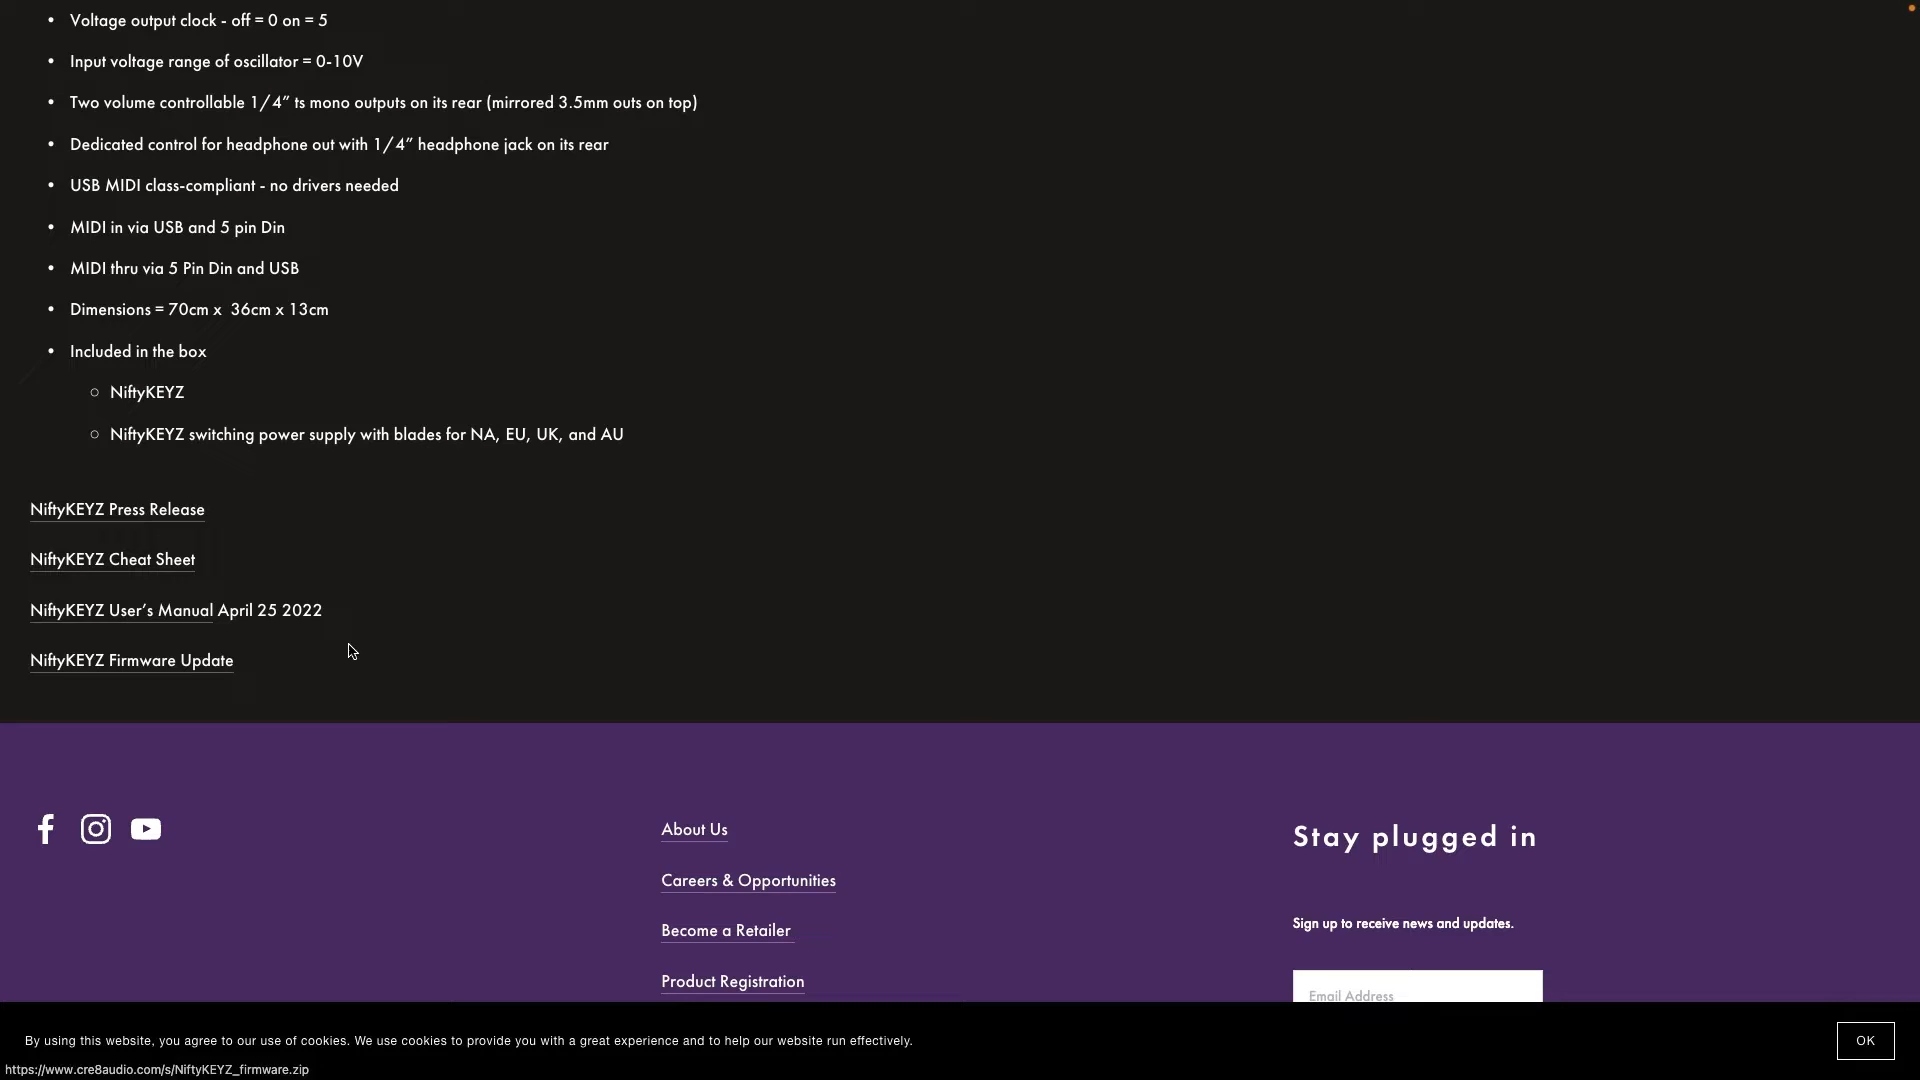 Voltage output clock - off = 0 on = 5
Input voltage range of oscillator = 0-10V
Two volume controllable 1/4” ts mono outputs on its rear (mirrored 3.5mm outs on top)
Dedicated control for headphone out with 1/4” headphone jack on its rear
USB MIDI class-compliant - no drivers needed
MIDI in via USB and 5 pin Din
MIDI thru via 5 Pin Din and USB
Dimensions = 70cm x  36cm x 13cm
Included in the box
NiftyKEYZ
NiftyKEYZ switching power supply with blades for NA, EU, UK, and AU
NiftyKEYZ Press Release
NiftyKEYZ Cheat Sheet
NiftyKEYZ User’s Manual April 25 2022
NiftyKEYZ Firmware Update
About Us
Careers & Opportunities
Become a Retailer
Product Registration
Stay plugged in
Sign up to receive news and updates.
Email Address
By using this website, you agree to our use of cookies. We use cookies to provide you with a great experience and to help our website run effectively.
OK
https://www.cre8audio.com/s/NiftyKEYZ_firmware.zip